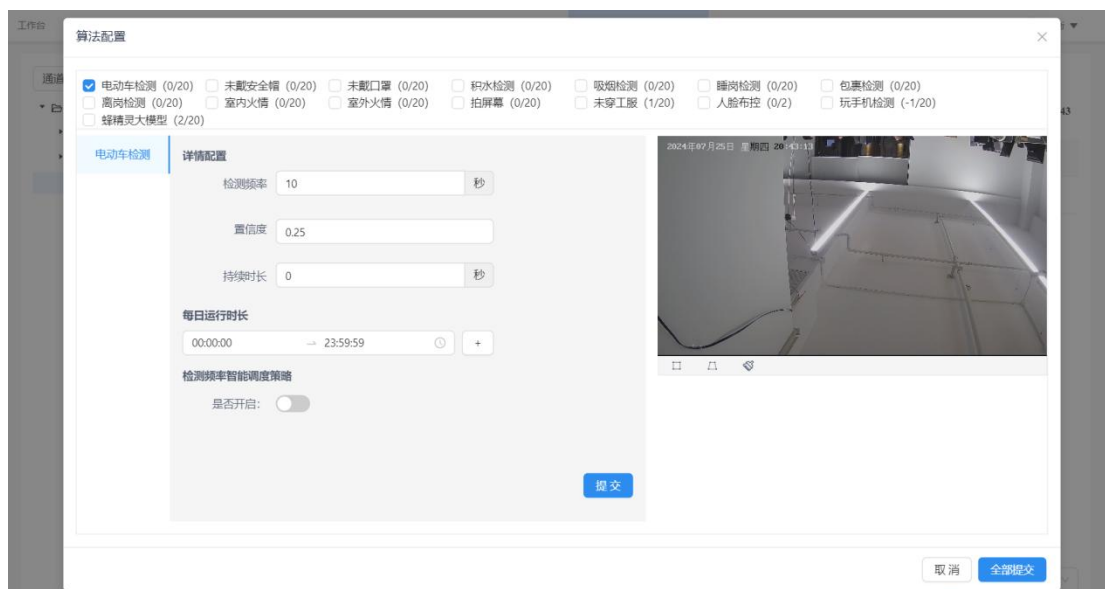 工作台
算法配置
通道
电动车检测 (0/20) 未戴安全帽 (0/20) 未戴口罩 (0/20) 积水检测 (0/20) 吸烟检测 (0/20) 睡岗检测 (0/20) 包裹检测 (0/20)
离岗检测 (0/20) 室内火情 (0/20) 室外火情 (0/20) 拍屏幕 (0/20) 未穿工服 (1/20) 人脸布控 (0/2) 玩手机检测 (-1/20)
蜂精灵大模型 (2/20)
43
电动车检测
详情配置
检测频率 10 秒
置信度 0.25
持续时长 0 秒
每日运行时长
00:00:00 → 23:59:59 +
检测频率智能调度策略
是否开启:
提交
2024年07月25日 星期四 20:43:13
取消 全部提交